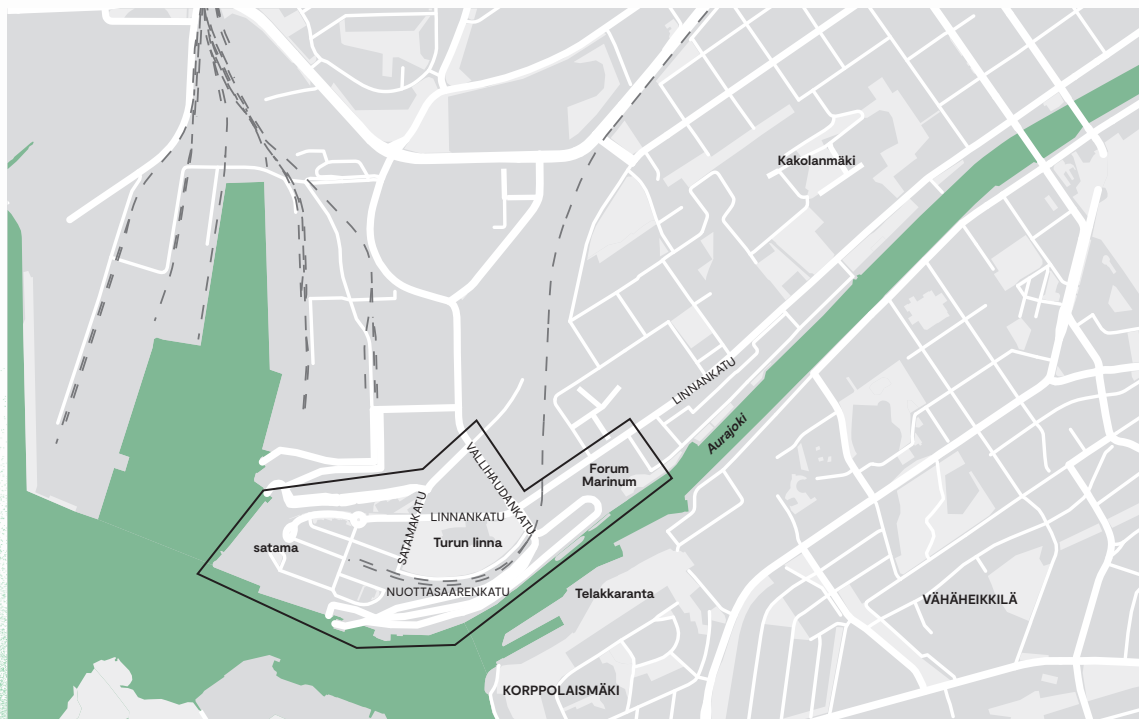 Kakolanmäki
LINNANKATU
Aurajoki
Forum
Marinum
VALLIHAUDANKATU
SATAMAKATU
LINNANKATU
Turun linna
satama
NUOTTASAARENKATU
Telakkaranta
VÄHÄHEIKKILÄ
KORPPOLAISMÄKI